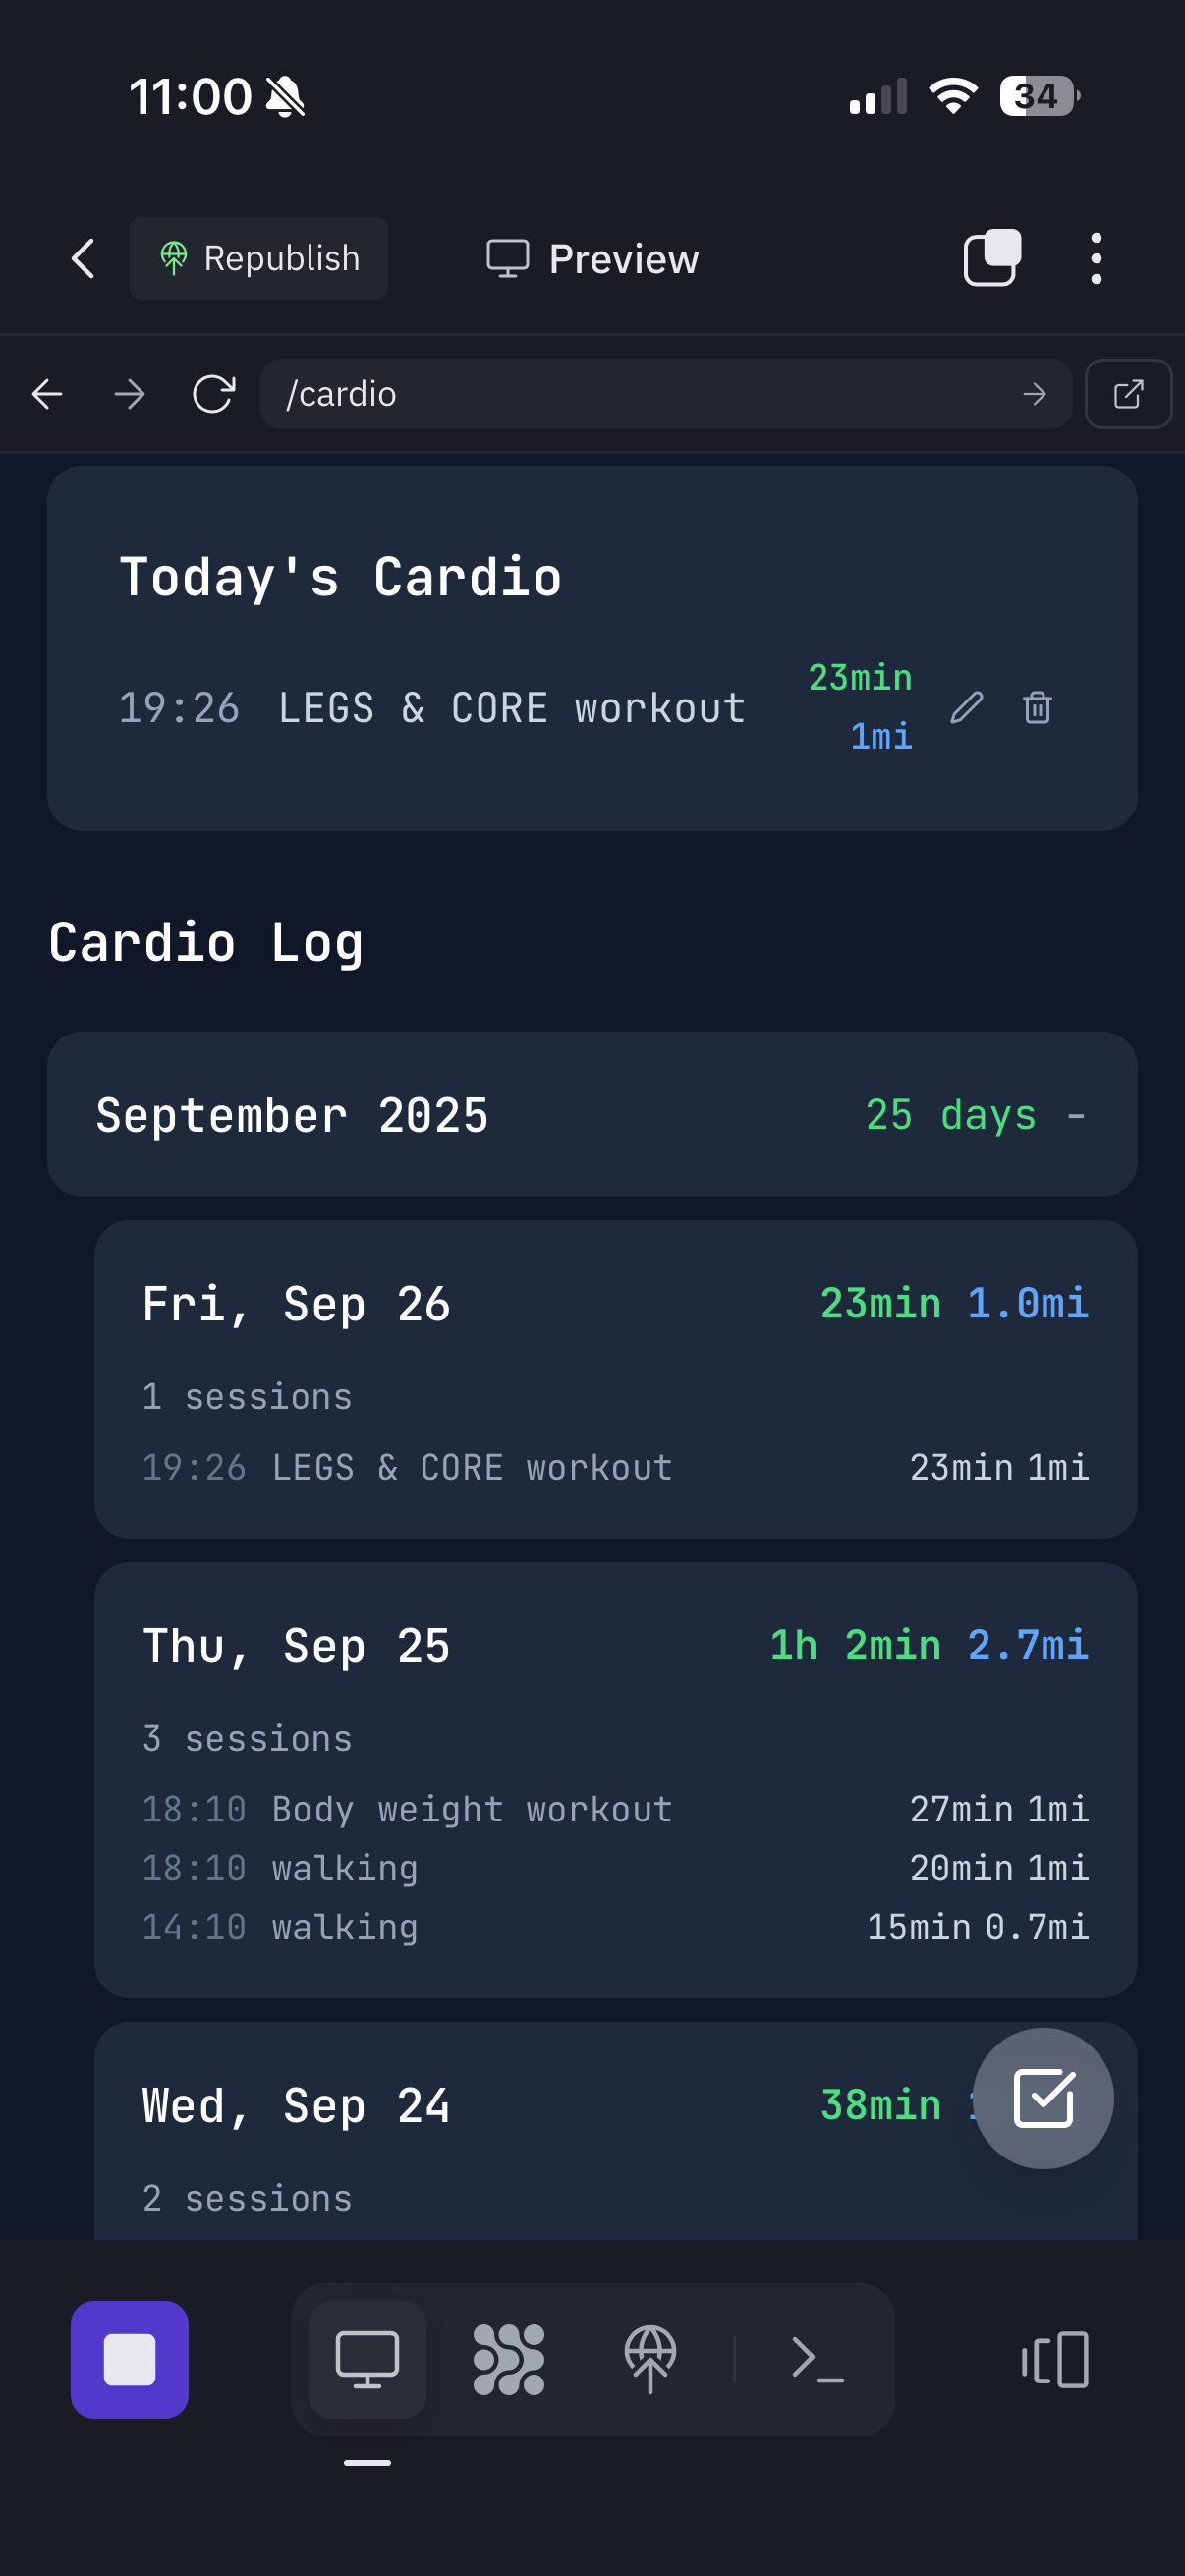 11:00
34
Republish
Preview
/cardio
Today's Cardio
19:26 LEGS & CORE workout 23min
1mi
Cardio Log
September 2025 25 days -
Fri, Sep 26 23min 1.0mi
1 sessions
19:26 LEGS & CORE workout 23min 1mi
Thu, Sep 25 1h 2min 2.7mi
3 sessions
18:10 Body weight workout 27min 1mi
18:10 walking 20min 1mi
14:10 walking 15min 0.7mi
Wed, Sep 24 38min
2 sessions